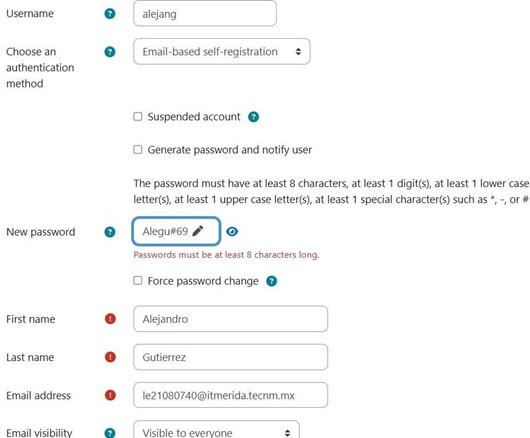 Username
alejang
Choose an
authentication
method
Email-based self-registration
Suspended account
Generate password and notify user
The password must have at least 8 characters, at least 1 digit(s), at least 1 lower case
letter(s), at least 1 upper case letter(s), at least 1 special character(s) such as *, -, or #
New password
Alegu#69
Passwords must be at least 8 characters long.
Force password change
First name
Alejandro
Last name
Gutierrez
Email address
le21080740@itmerida.tecnm.mx
Email visibility
Visible to everyone